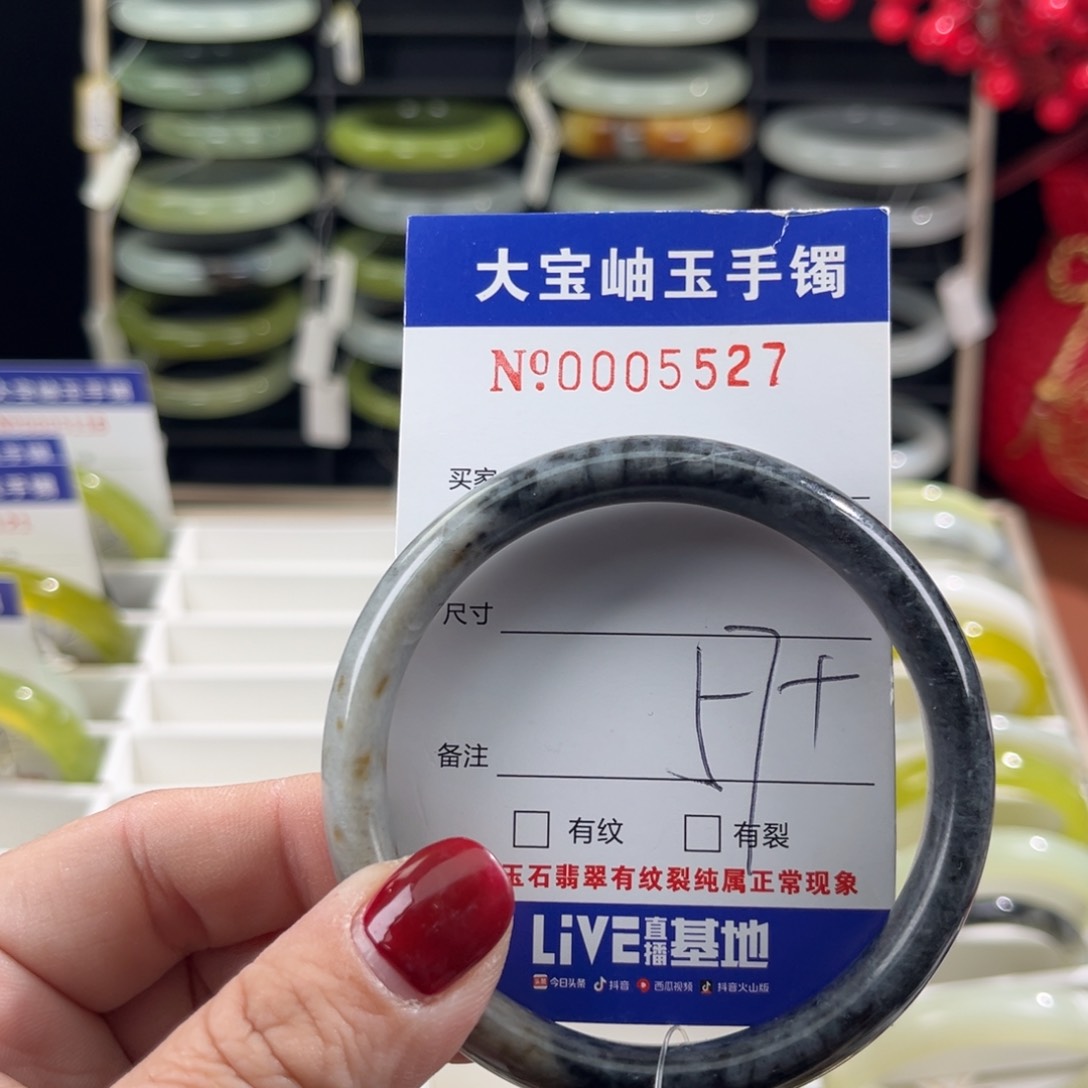 大宝岫玉手镯
№0005527
买家
尺寸
57+
备注
□ 有纹 □ 有裂
玉石翡翠有纹裂纯属正常现象
LiVE直播基地
今日头条 抖音 西瓜视频 抖音火山版